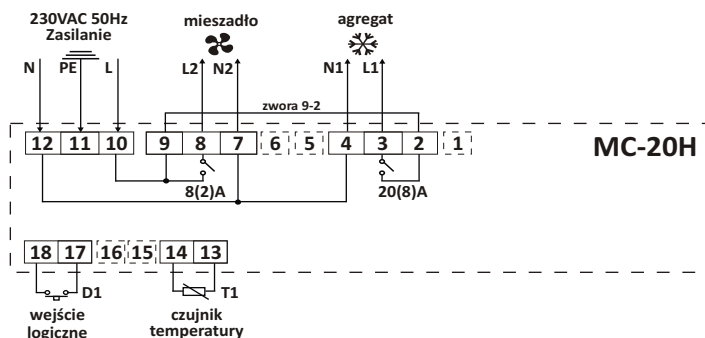 230VAC 50Hz
Zasilanie
mieszadło
agregat
N PE L L2 N2 N1 L1
zwora 9-2
12 11 10 9 8 7 6 5 4 3 2 1
MC-20H
8(2)A 20(8)A
18 17 16 15 14 13
D1 T1
wejście
logiczne
czujnik
temperatury